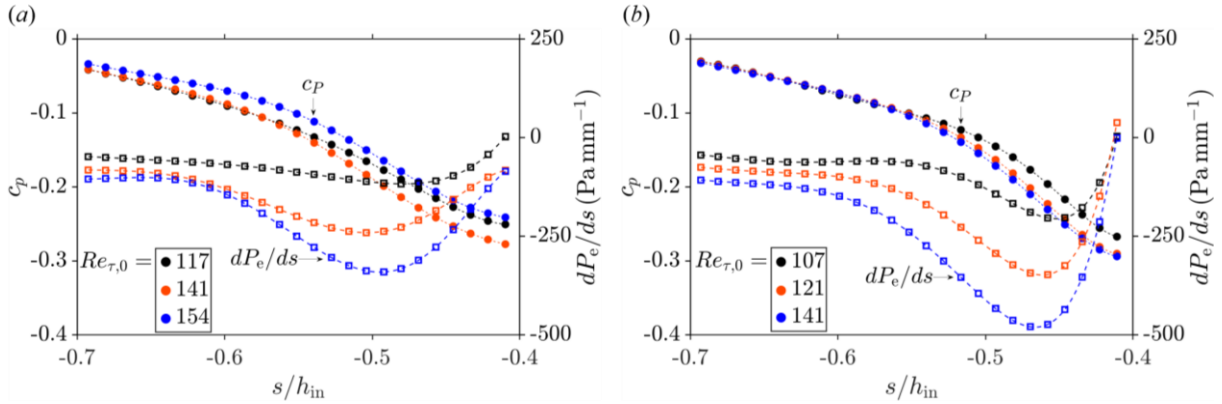 (a)
0
-0.1
-0.2
-0.3
-0.4
c_p
250
0
-250
-500
dP_e/ds (Pa mm⁻¹)
c_P
dP_e/ds
Re_τ,0 =
117
141
154
-0.7
-0.6
-0.5
-0.4
s/h_in
(b)
0
-0.1
-0.2
-0.3
-0.4
c_p
250
0
-250
-500
dP_e/ds (Pa mm⁻¹)
c_P
dP_e/ds
Re_τ,0 =
107
121
141
-0.7
-0.6
-0.5
-0.4
s/h_in